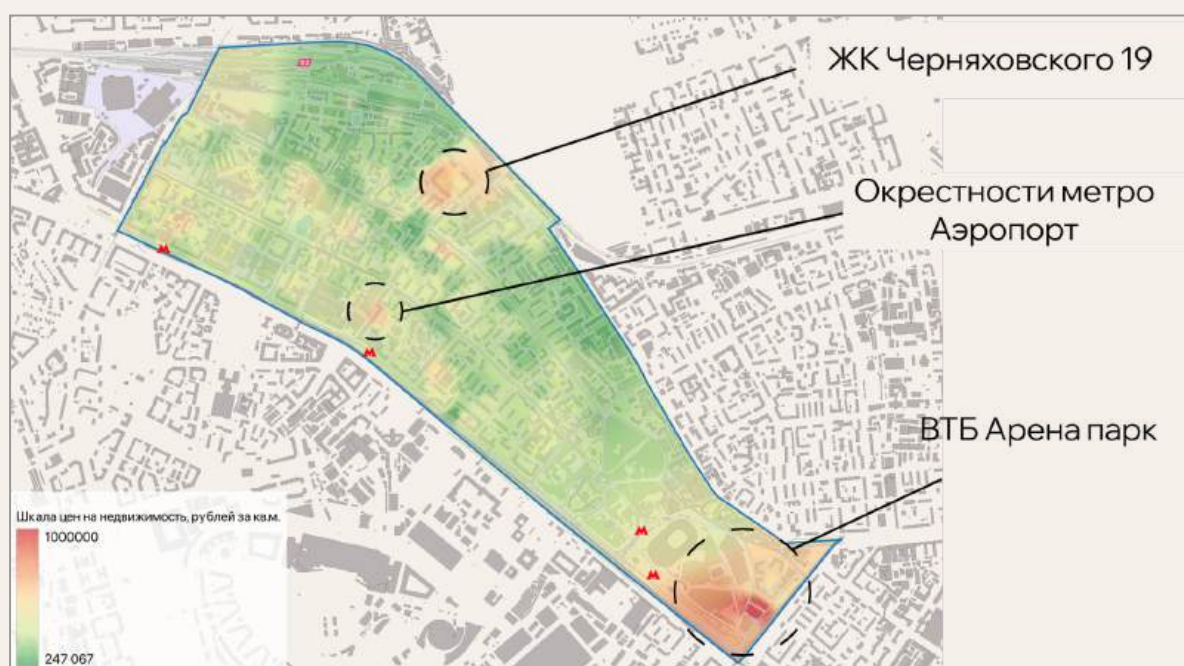 ЖК Черняховского 19
Окрестности метро
Аэропорт
ВТБ Арена парк
Шкала цен на недвижимость, рублей за кв.м.
1000000
247 067